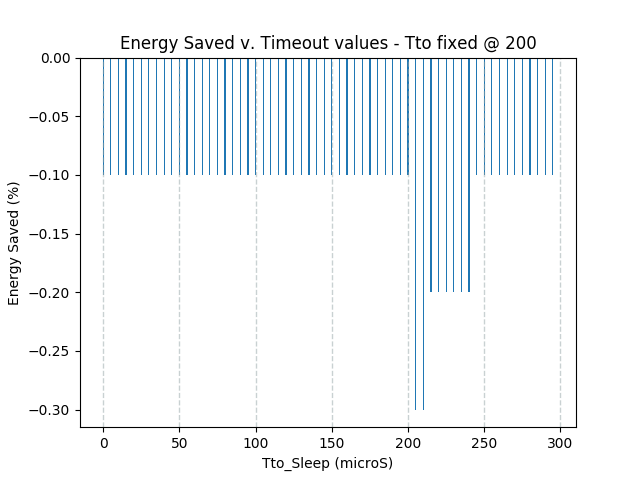 Energy Saved v. Timeout values - Tto fixed @ 200
0.00
−0.05
−0.10
−0.15
−0.20
−0.25
−0.30
Energy Saved (%)
0 50 100 150 200 250 300
Tto_Sleep (microS)